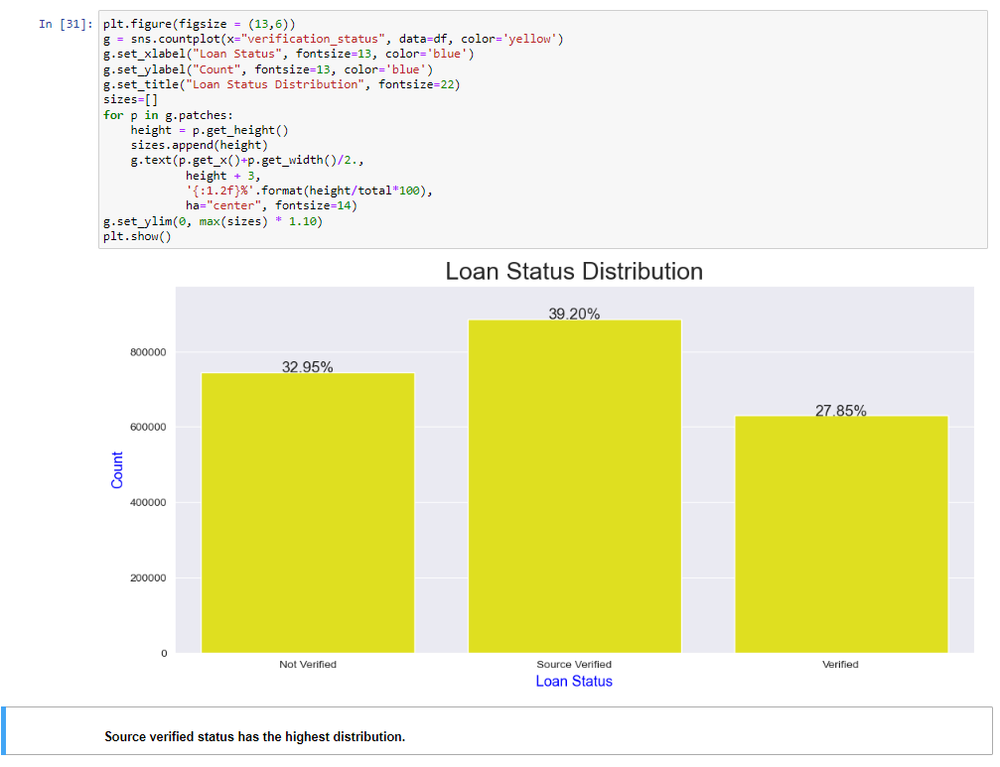 In [31]: plt.figure(figsize = (13,6))
g = sns.countplot(x="verification_status", data=df, color='yellow')
g.set_xlabel("Loan Status", fontsize=13, color='blue')
g.set_ylabel("Count", fontsize=13, color='blue')
g.set_title("Loan Status Distribution", fontsize=22)
sizes=[]
for p in g.patches:
    height = p.get_height()
    sizes.append(height)
    g.text(p.get_x()+p.get_width()/2.,
            height + 3,
            '{:1.2f}%'.format(height/total*100),
            ha="center", fontsize=14)
g.set_ylim(0, max(sizes) * 1.10)
plt.show()
Loan Status Distribution
39.20%
32.95%
27.85%
800000
600000
400000
200000
0
Count
Not Verified Source Verified Verified
Loan Status
Source verified status has the highest distribution.